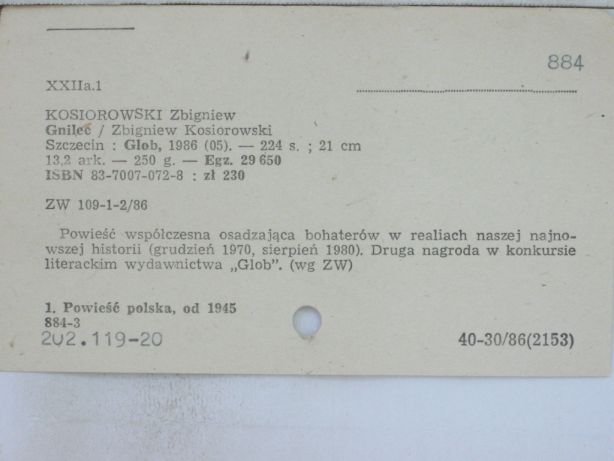 884
XXIIa.1
KOSIOROWSKI Zbigniew
Gnilec / Zbigniew Kosiorowski
Szczecin : Glob, 1986 (05). — 224 s. ; 21 cm
13,2 ark. — 250 g. — Egz. 29 650
ISBN 83-7007-072-8 : zł 230
ZW 109-1-2/86
Powieść współczesna osadzająca bohaterów w realiach naszej najno-
wszej historii (grudzień 1970, sierpień 1980). Druga nagroda w konkursie
literackim wydawnictwa „Glob”. (wg ZW)
1. Powieść polska, od 1945
884-3
202.119-20
40-30/86(2153)